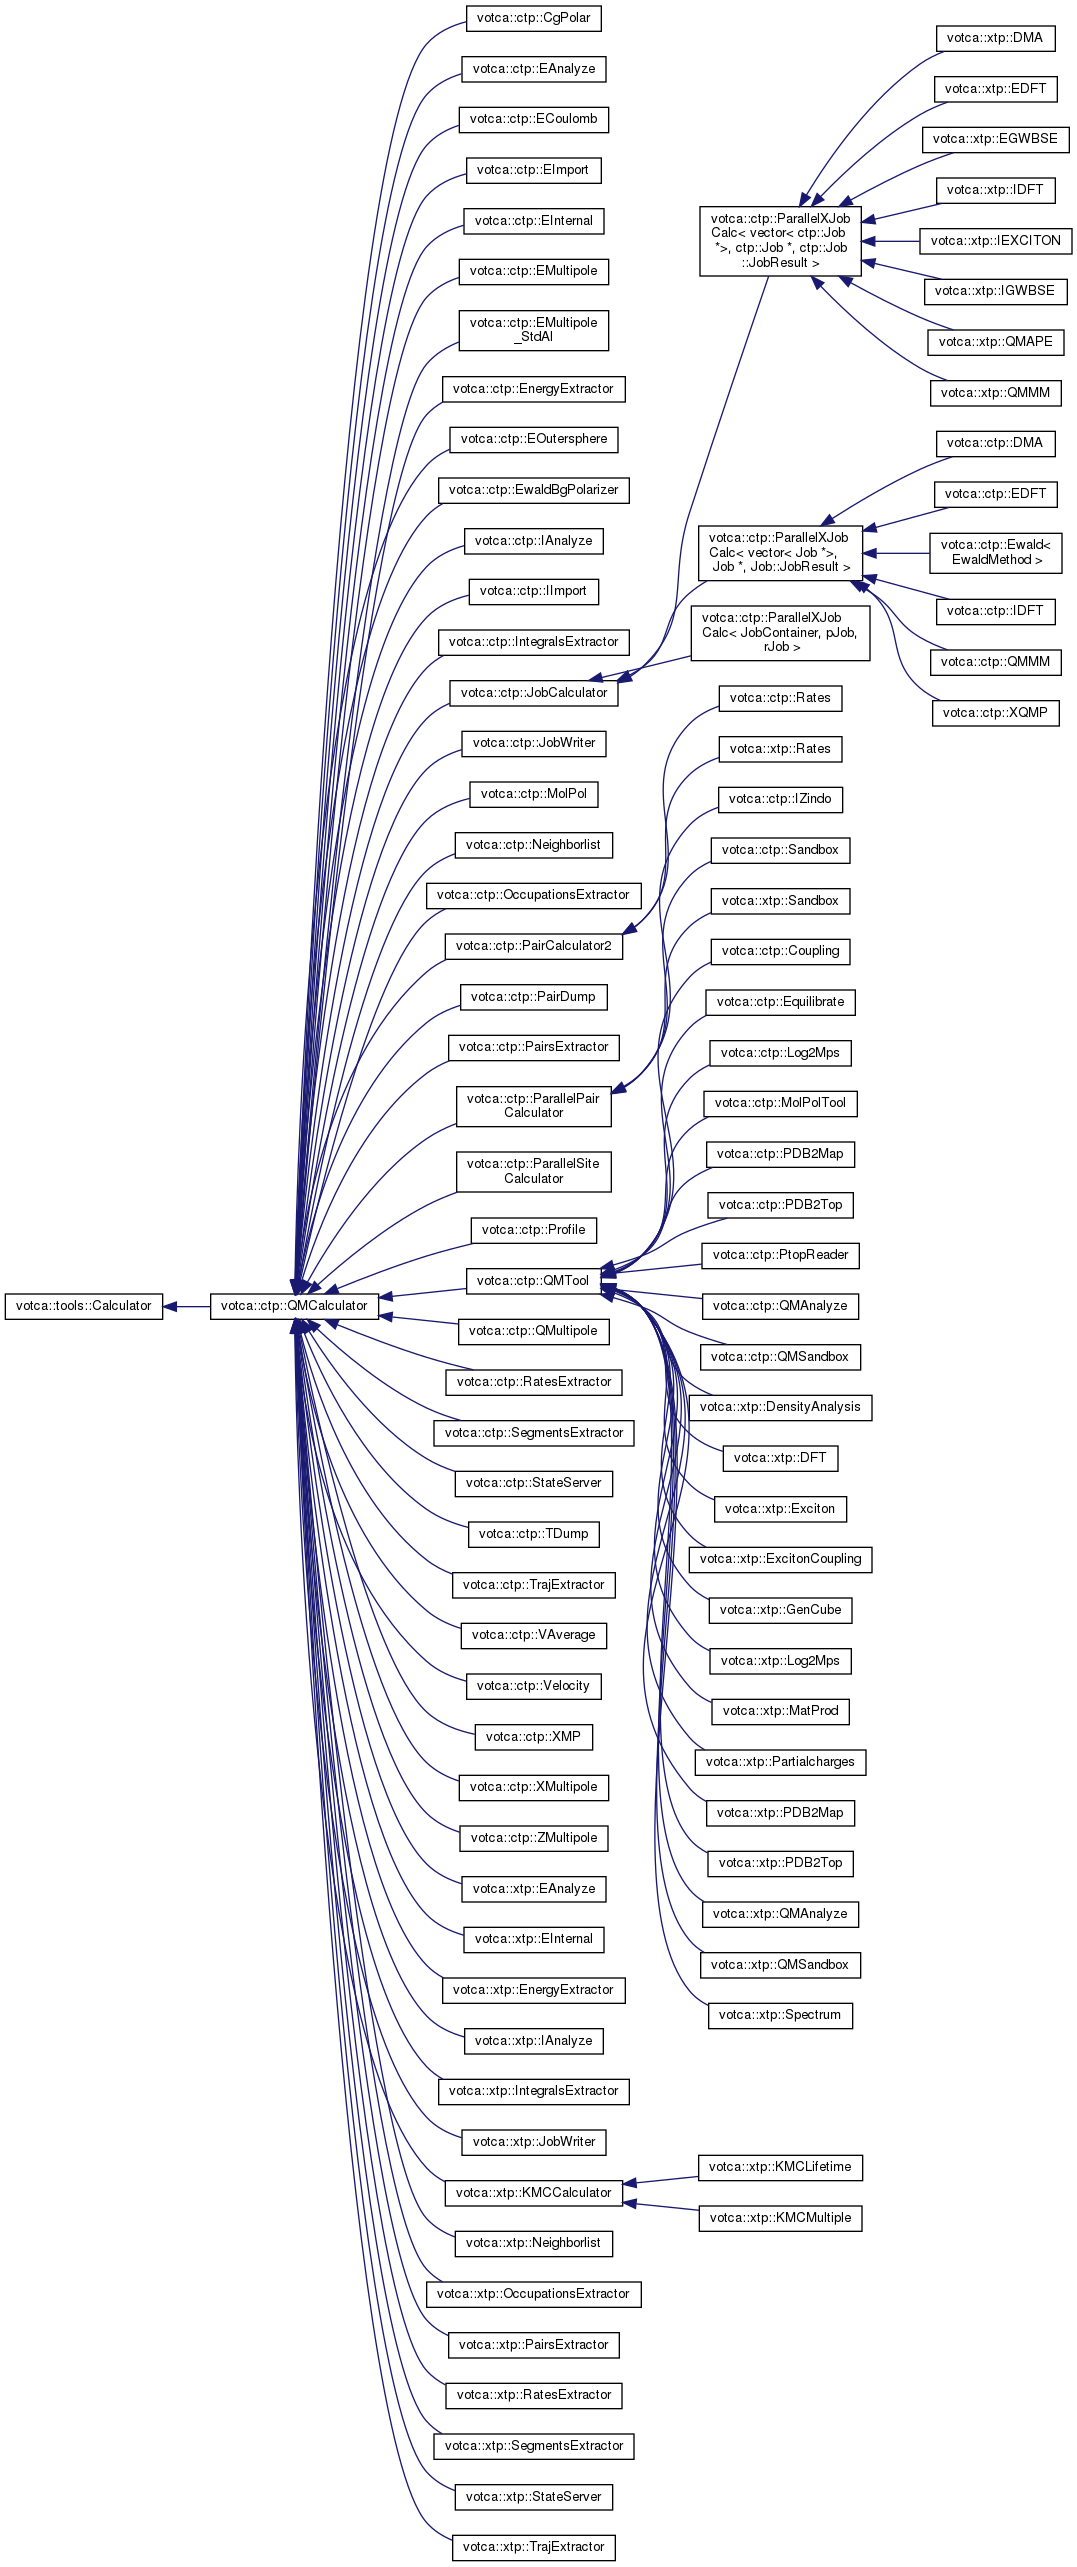 votca::tools::Calculator
votca::ctp::QMCalculator
votca::ctp::CgPolar
votca::ctp::EAnalyze
votca::ctp::ECoulomb
votca::ctp::EImport
votca::ctp::EInternal
votca::ctp::EMultipole
votca::ctp::EMultipole
_StdAl
votca::ctp::EnergyExtractor
votca::ctp::EOutersphere
votca::ctp::EwaldBgPolarizer
votca::ctp::IAnalyze
votca::ctp::IImport
votca::ctp::IntegralsExtractor
votca::ctp::JobCalculator
votca::ctp::JobWriter
votca::ctp::MolPol
votca::ctp::Neighborlist
votca::ctp::OccupationsExtractor
votca::ctp::PairCalculator2
votca::ctp::PairDump
votca::ctp::PairsExtractor
votca::ctp::ParallelPair
Calculator
votca::ctp::ParallelSite
Calculator
votca::ctp::Profile
votca::ctp::QMTool
votca::ctp::QMultipole
votca::ctp::RatesExtractor
votca::ctp::SegmentsExtractor
votca::ctp::StateServer
votca::ctp::TDump
votca::ctp::TrajExtractor
votca::ctp::VAverage
votca::ctp::Velocity
votca::ctp::XMP
votca::ctp::XMultipole
votca::ctp::ZMultipole
votca::xtp::EAnalyze
votca::xtp::EInternal
votca::xtp::EnergyExtractor
votca::xtp::IAnalyze
votca::xtp::IntegralsExtractor
votca::xtp::JobWriter
votca::xtp::KMCCalculator
votca::xtp::Neighborlist
votca::xtp::OccupationsExtractor
votca::xtp::PairsExtractor
votca::xtp::RatesExtractor
votca::xtp::SegmentsExtractor
votca::xtp::StateServer
votca::xtp::TrajExtractor
votca::ctp::ParallelXJob
Calc< vector< ctp::Job
*>, ctp::Job *, ctp::Job
::JobResult >
votca::ctp::ParallelXJob
Calc< vector< Job *>,
Job *, Job::JobResult >
votca::ctp::ParallelXJob
Calc< JobContainer, pJob,
rJob >
votca::ctp::Rates
votca::xtp::Rates
votca::ctp::IZindo
votca::ctp::Sandbox
votca::xtp::Sandbox
votca::ctp::Coupling
votca::ctp::Equilibrate
votca::ctp::Log2Mps
votca::ctp::MolPolTool
votca::ctp::PDB2Map
votca::ctp::PDB2Top
votca::ctp::PtopReader
votca::ctp::QMAnalyze
votca::ctp::QMSandbox
votca::xtp::DensityAnalysis
votca::xtp::DFT
votca::xtp::Exciton
votca::xtp::ExcitonCoupling
votca::xtp::GenCube
votca::xtp::Log2Mps
votca::xtp::MatProd
votca::xtp::Partialcharges
votca::xtp::PDB2Map
votca::xtp::PDB2Top
votca::xtp::QMAnalyze
votca::xtp::QMSandbox
votca::xtp::Spectrum
votca::xtp::KMCLifetime
votca::xtp::KMCMultiple
votca::xtp::DMA
votca::xtp::EDFT
votca::xtp::EGWBSE
votca::xtp::IDFT
votca::xtp::IEXCITON
votca::xtp::IGWBSE
votca::xtp::QMAPE
votca::xtp::QMMM
votca::ctp::DMA
votca::ctp::EDFT
votca::ctp::Ewald<
EwaldMethod >
votca::ctp::IDFT
votca::ctp::QMMM
votca::ctp::XQMP